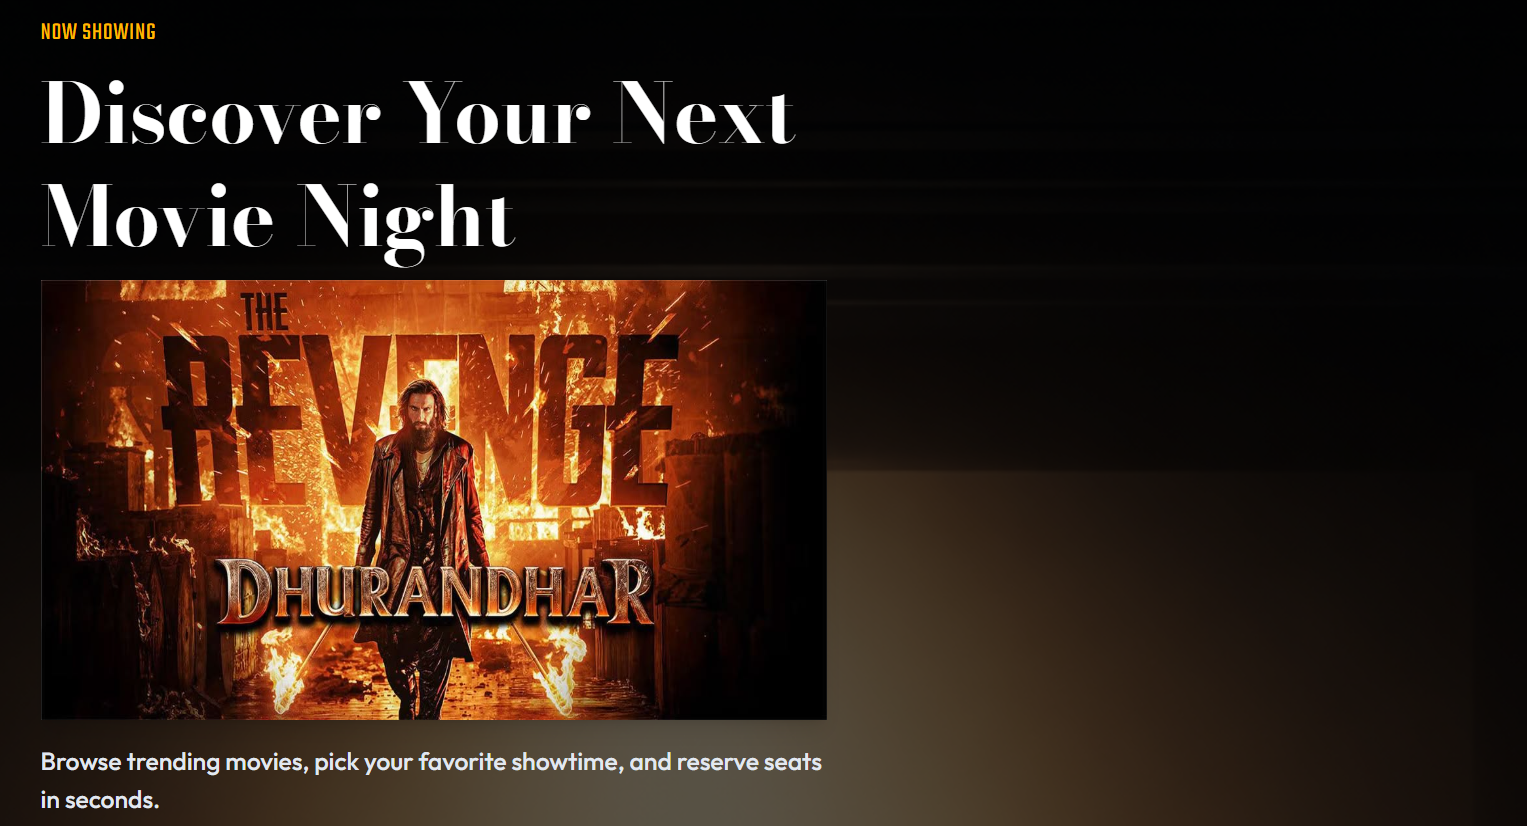 NOW SHOWING
Discover Your Next
Movie Night
THE
REVENGE
DHURANDHAR
Browse trending movies, pick your favorite showtime, and reserve seats
in seconds.